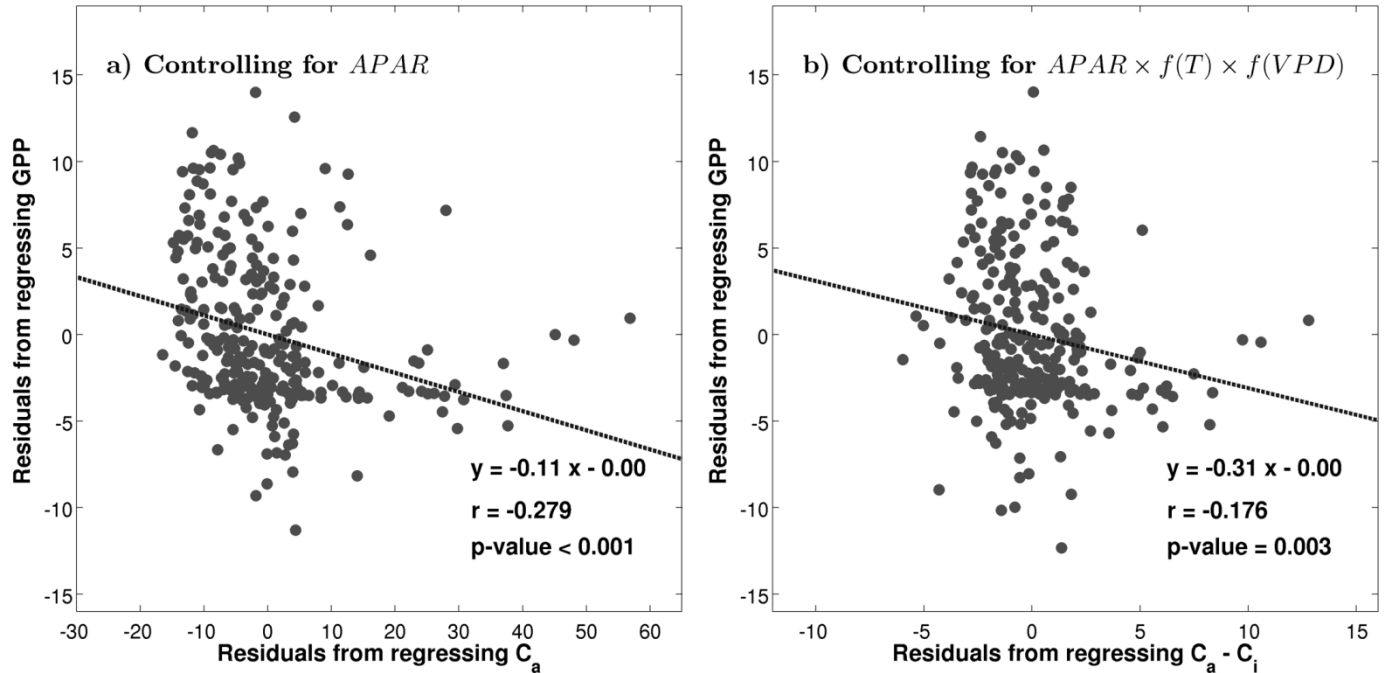 a) Controlling for APAR
15
10
5
0
-5
-10
-15
Residuals from regressing GPP
y = -0.11 x - 0.00
r = -0.279
p-value < 0.001
-30 -20 -10 0 10 20 30 40 50 60
Residuals from regressing Cₐ
b) Controlling for APAR × f(T) × f(VPD)
15
10
5
0
-5
-10
-15
Residuals from regressing GPP
y = -0.31 x - 0.00
r = -0.176
p-value = 0.003
-10 -5 0 5 10 15
Residuals from regressing Cₐ - Cᵢ